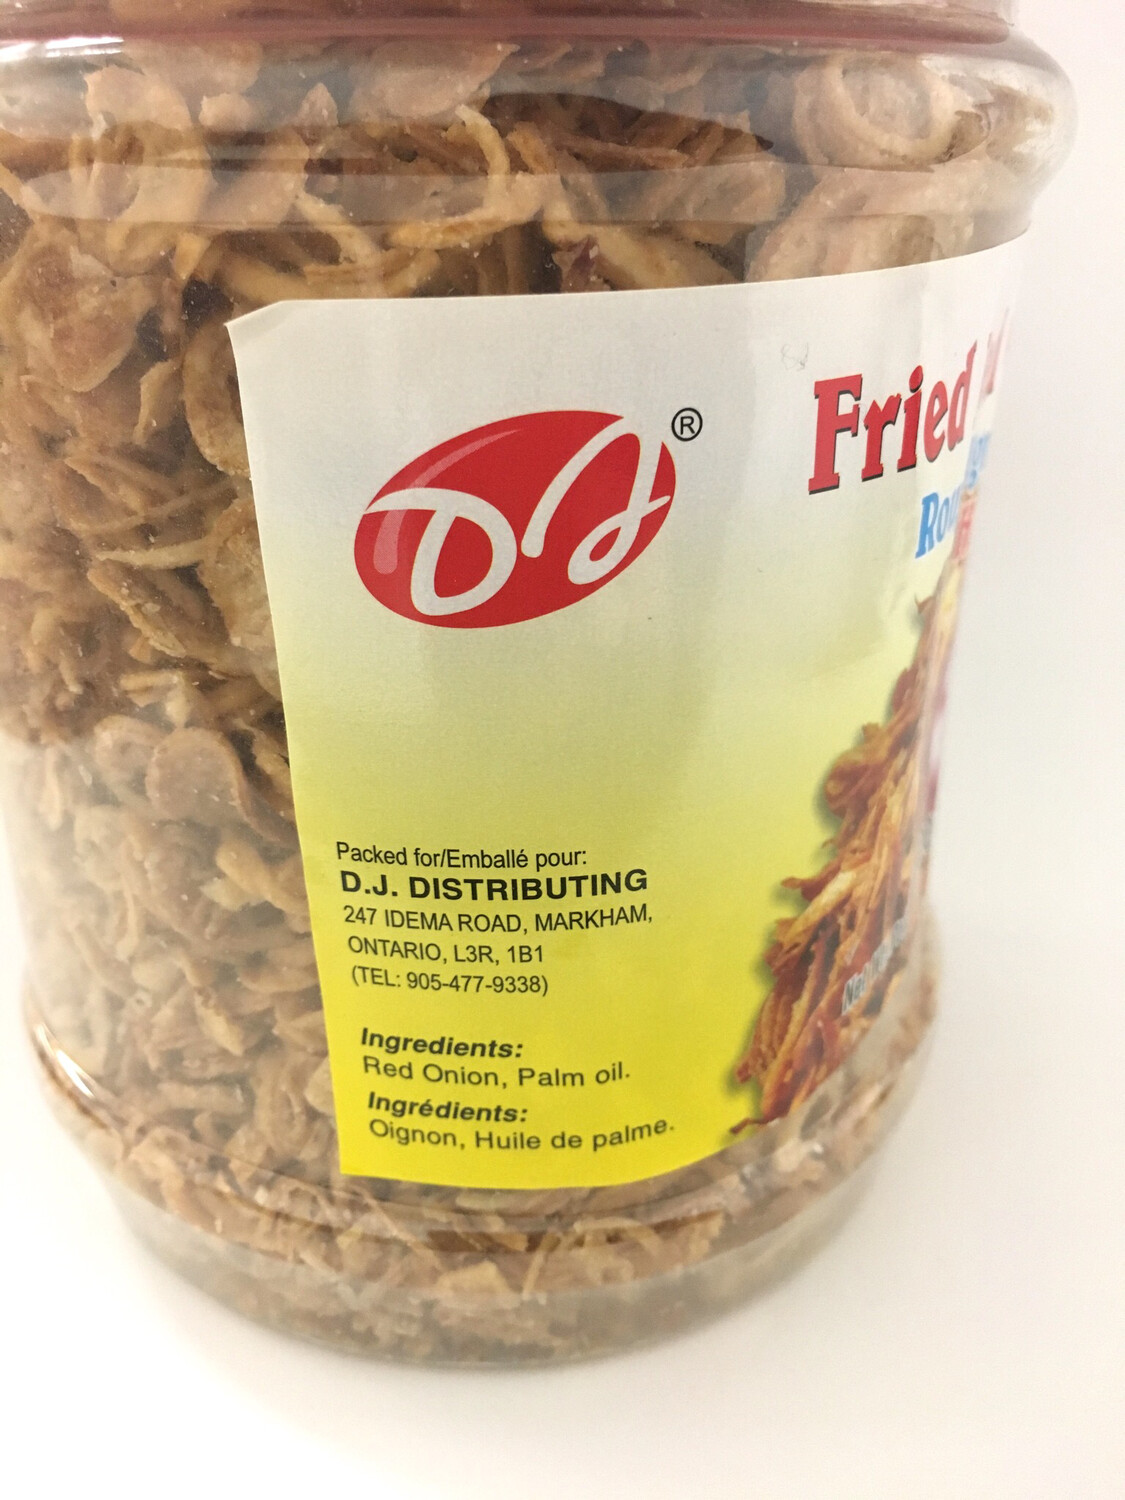 DJ ®
Fried
Packed for/Emballé pour:
D.J. DISTRIBUTING
247 IDEMA ROAD, MARKHAM,
ONTARIO, L3R, 1B1
(TEL: 905-477-9338)
Ingredients:
Red Onion, Palm oil.
Ingrédients:
Oignon, Huile de palme.